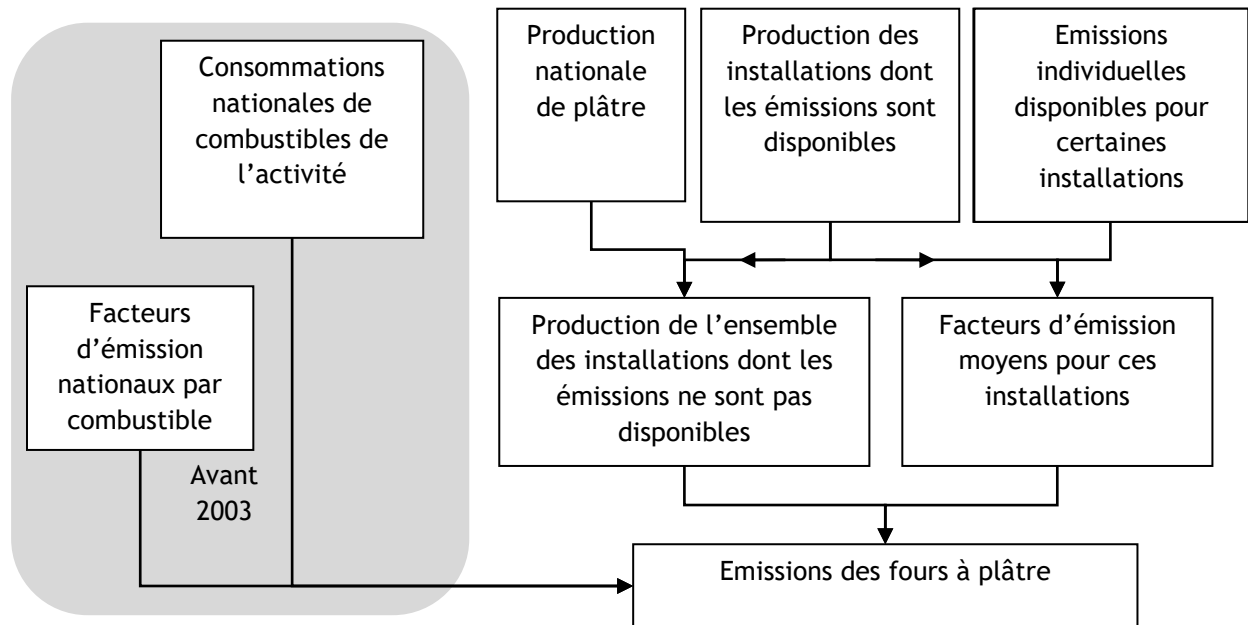 Consommations
nationales de
combustibles de
l’activité
Production
nationale
de plâtre
Production des
installations dont
les émissions sont
disponibles
Emissions
individuelles
disponibles pour
certaines
installations
Facteurs
d’émission
nationaux par
combustible
Avant
2003
Production de l’ensemble
des installations dont les
émissions ne sont pas
disponibles
Facteurs d’émission
moyens pour ces
installations
Emissions des fours à plâtre